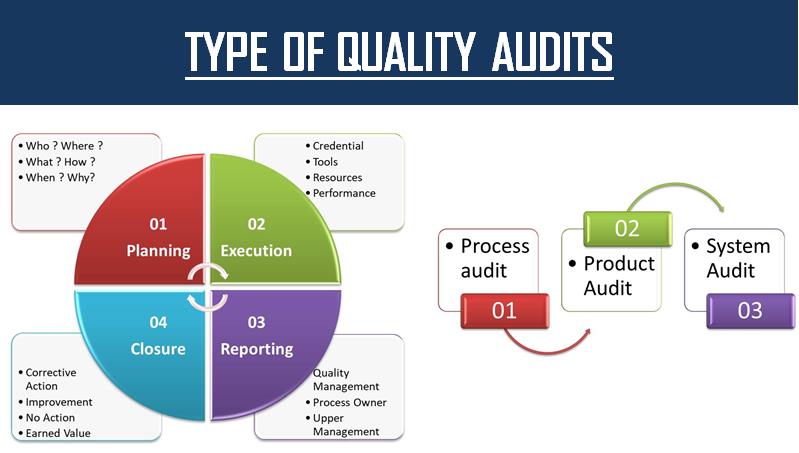 TYPE OF QUALITY AUDITS
• Who ? Where ?
• What ? How ?
• When ? Why?
• Credential
• Tools
• Resources
• Performance
01
Planning
02
Execution
04
Closure
03
Reporting
• Corrective
Action
• Improvement
• No Action
• Earned Value
Quality
Management
• Process Owner
• Upper
Management
• Process
audit
01
02
• Product
Audit
• System
Audit
03